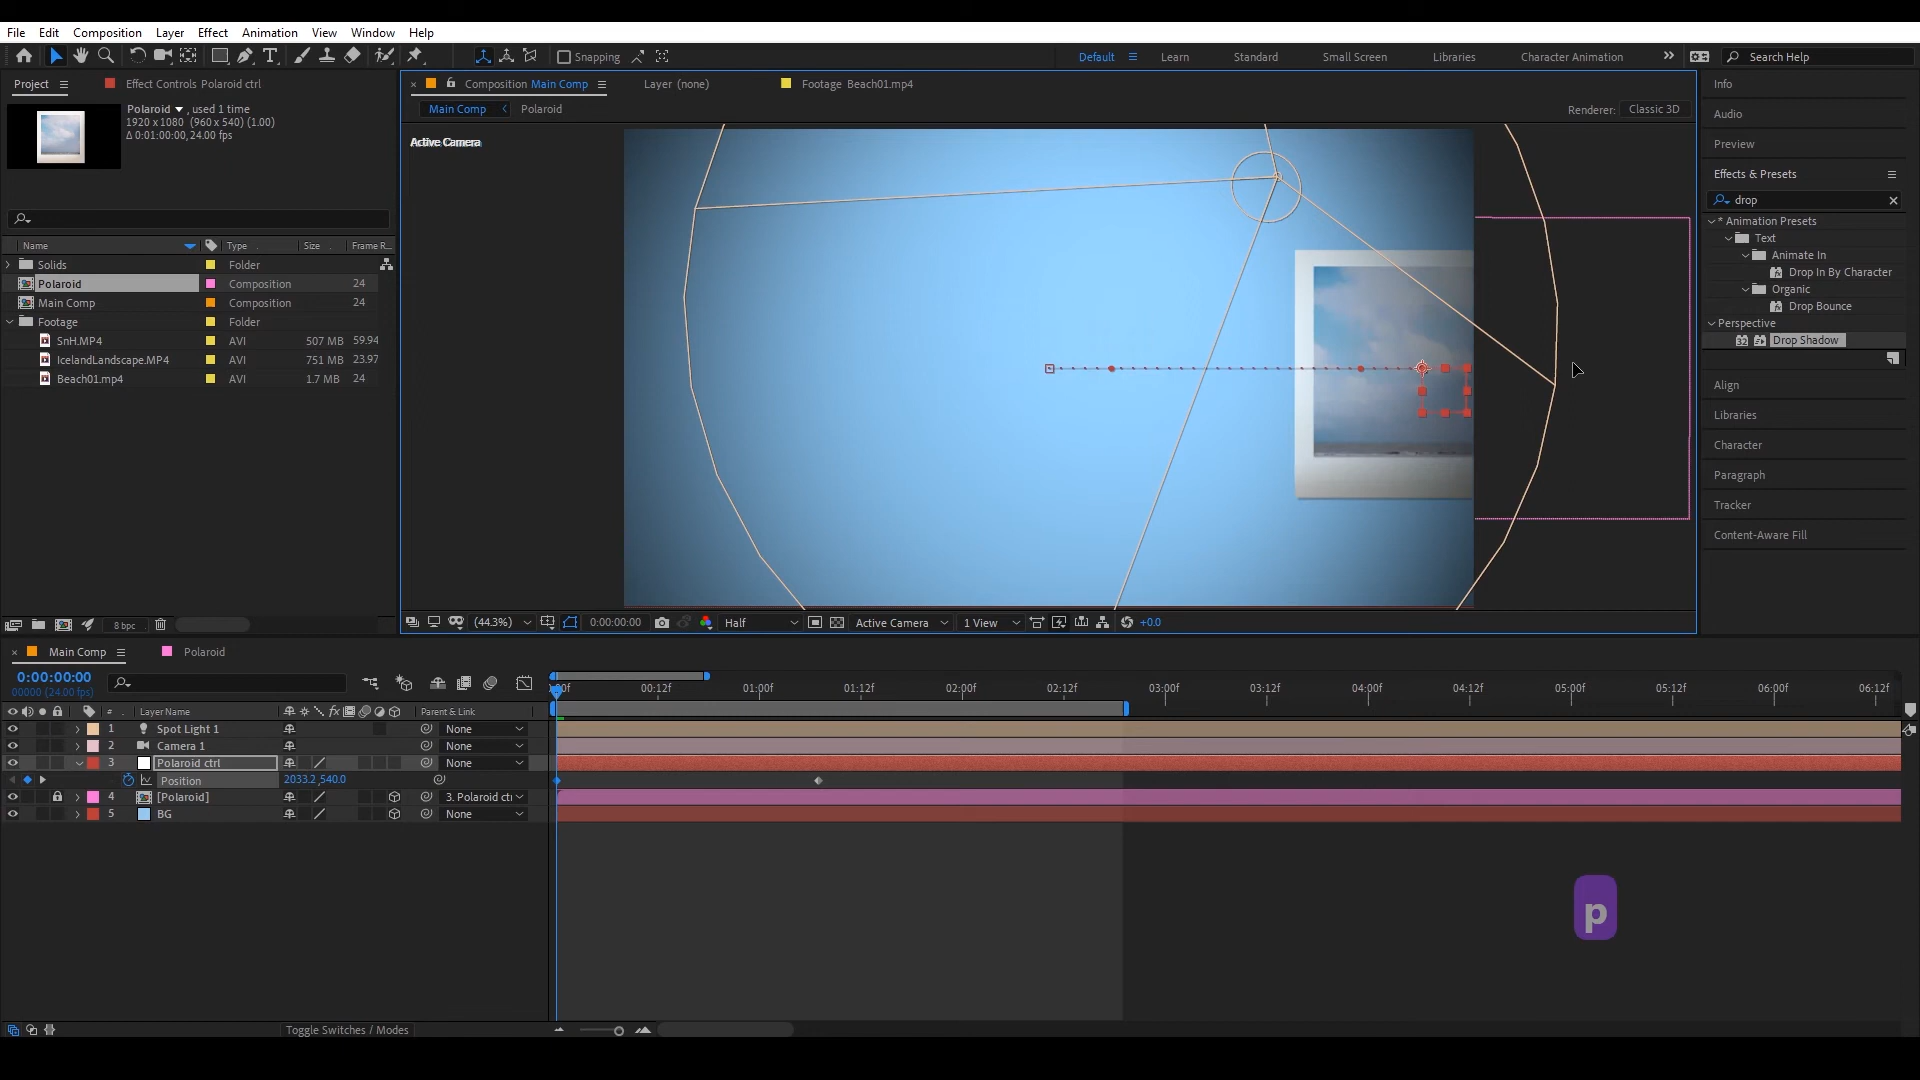 File Edit Composition Layer Effect Animation View Window Help
Snapping
Default Learn Standard Small Screen Libraries Character Animation Search Help
Project Effect Controls Polaroid ctrl
Composition Main Comp Layer (none) Footage Beach01.mp4
Main Comp Polaroid Renderer: Classic 3D
Polaroid , used 1 time
1920 x 1080 (960 x 540) (1.00)
Δ 0:01:00:00, 24.00 fps
Name Type Size Frame R...
Solids Folder
Polaroid Composition 24
Main Comp Composition 24
Footage Folder
SnH.MP4 AVI 507 MB 59.94
IcelandLandscape.MP4 AVI 751 MB 23.97
Beach01.mp4 AVI 1.7 MB 24
8 bpc
Active Camera
(44.3%) 0:00:00:00 Half Active Camera 1 View +0.0
Info
Audio
Preview
Effects & Presets
drop
* Animation Presets
Text
Animate In
Drop In By Character
Organic
Drop Bounce
Perspective
32 Drop Shadow
Align
Libraries
Character
Paragraph
Tracker
Content-Aware Fill
Main Comp Polaroid
0:00:00:00
00000 (24.00 fps)
:00f 00:12f 01:00f 01:12f 02:00f 02:12f 03:00f 03:12f 04:00f 04:12f 05:00f 05:12f 06:00f 06:12f
# Layer Name Parent & Link
1 Spot Light 1 None
2 Camera 1 None
3 Polaroid ctrl None
Position 2033.2,540.0
4 [Polaroid] 3. Polaroid ctr
5 BG None
p
Toggle Switches / Modes